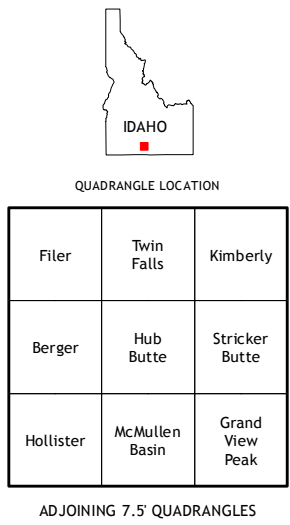 IDAHO
QUADRANGLE LOCATION
Filer
Twin
Falls
Kimberly
Berger
Hub
Butte
Stricker
Butte
Hollister
McMullen
Basin
Grand
View
Peak
ADJOINING 7.5' QUADRANGLES